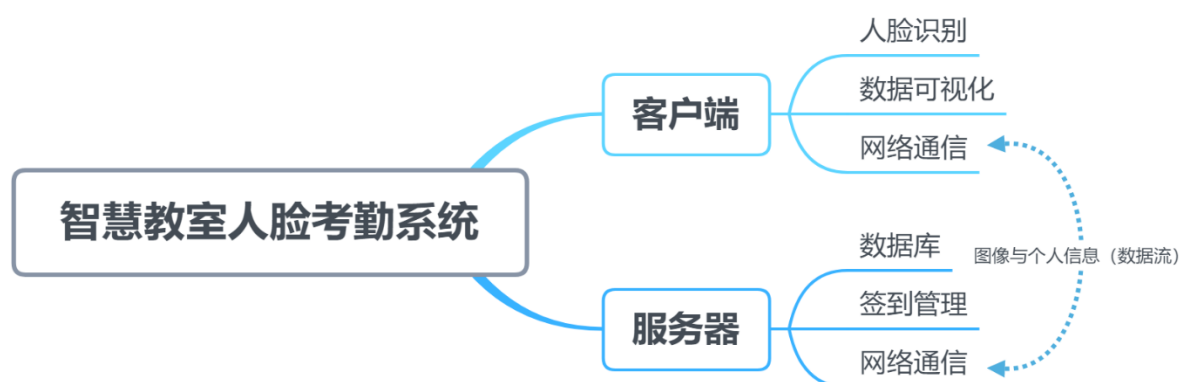 智慧教室人脸考勤系统
客户端
人脸识别
数据可视化
网络通信
服务器
数据库
签到管理
网络通信
图像与个人信息（数据流）